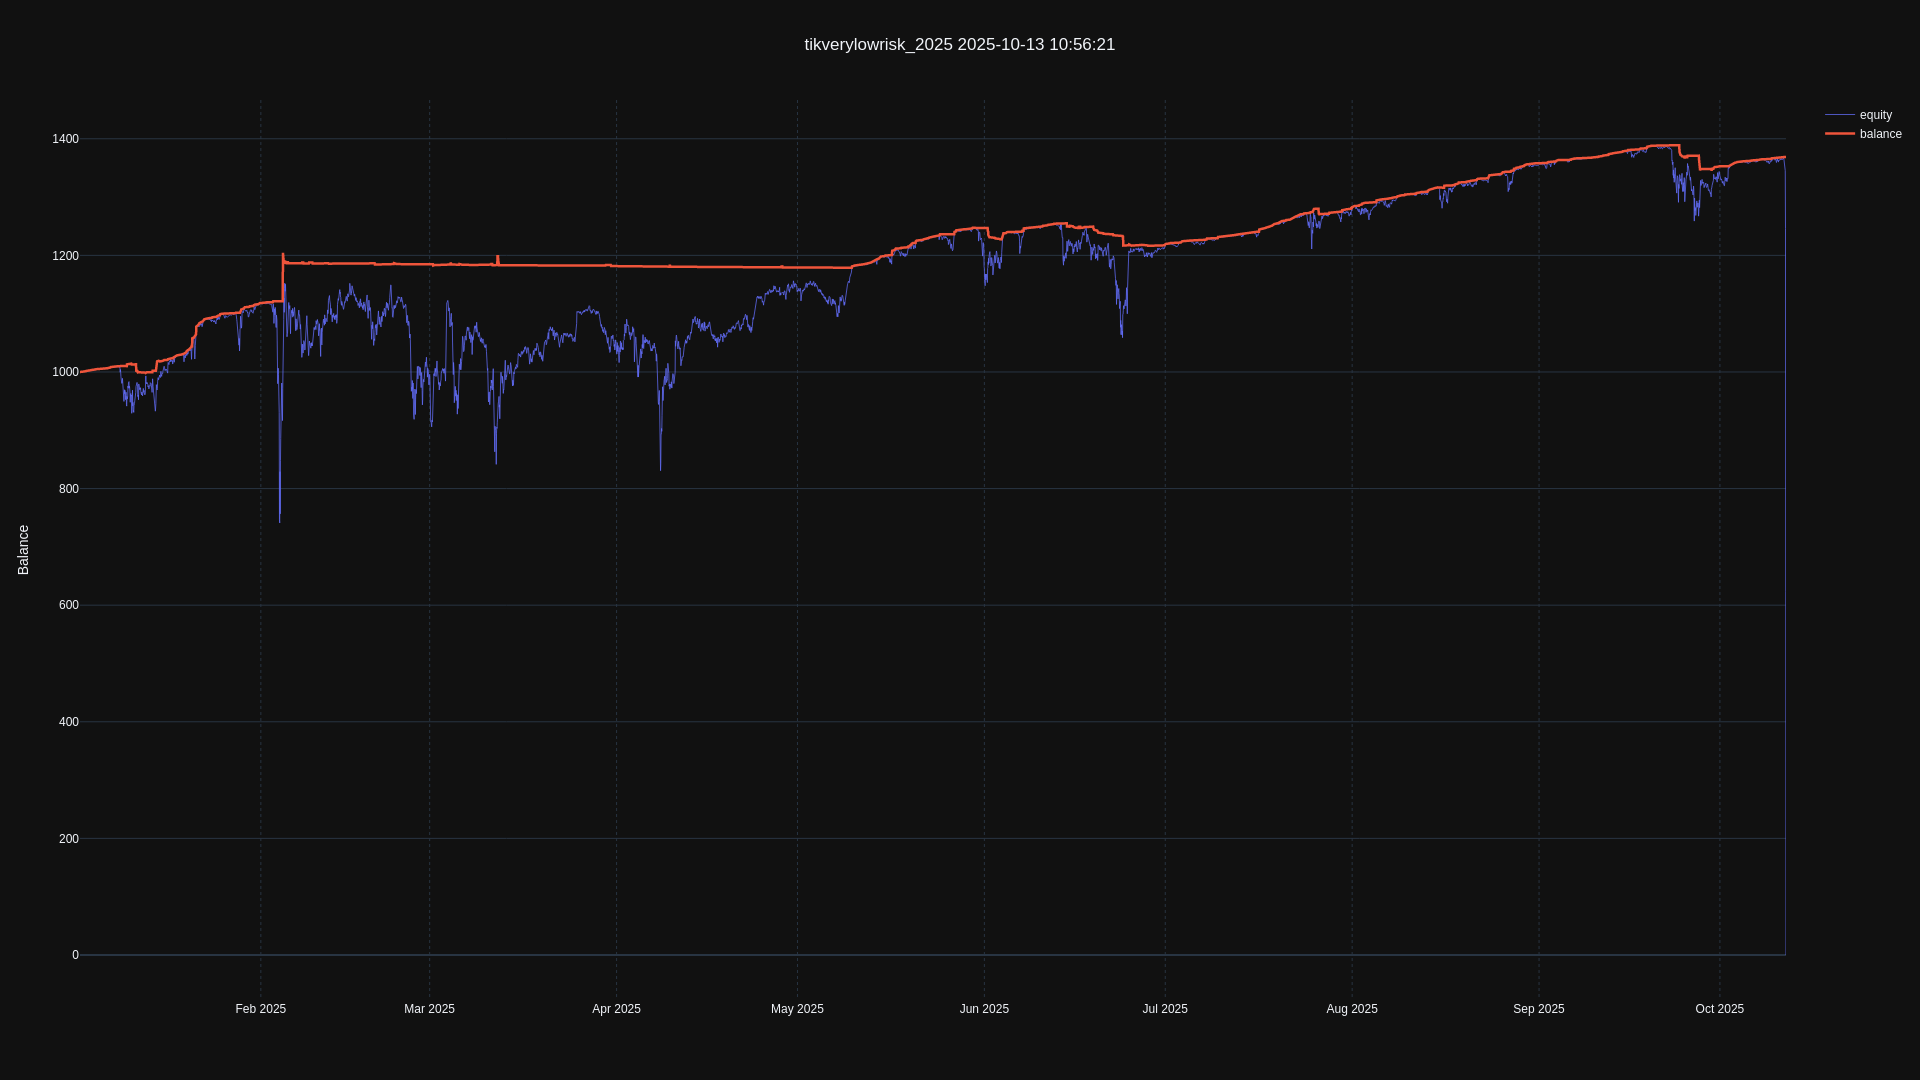 tikverylowrisk_2025 2025-10-13 10:56:21
equity
balance
1400
1200
1000
800
600
400
200
0
Balance
Feb 2025
Mar 2025
Apr 2025
May 2025
Jun 2025
Jul 2025
Aug 2025
Sep 2025
Oct 2025